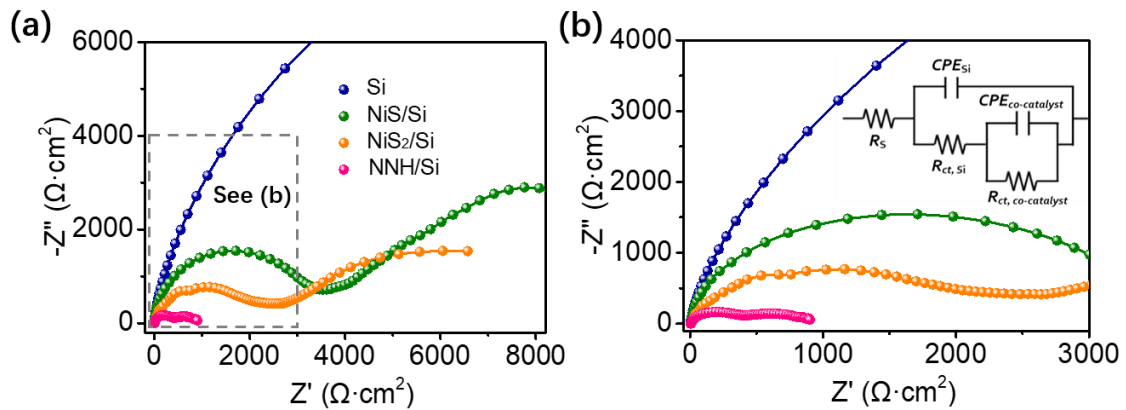 (a)
6000
4000
2000
0
-Z'' (Ω·cm²)
Si
NiS/Si
NiS₂/Si
NNH/Si
See (b)
0 2000 4000 6000 8000
Z' (Ω·cm²)
(b)
4000
3000
2000
1000
0
-Z'' (Ω·cm²)
CPE_Si
CPE_co-catalyst
R_S
R_ct, Si
R_ct, co-catalyst
0 1000 2000 3000
Z' (Ω·cm²)